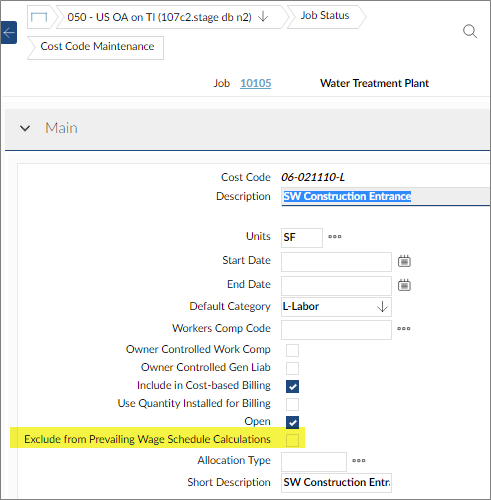 050 - US OA on TI (107c2.stage db n2) Job Status
Cost Code Maintenance
Job 10105 Water Treatment Plant
Main
Cost Code 06-021110-L
Description SW Construction Entrance
Units SF
Start Date
End Date
Default Category L-Labor
Workers Comp Code
Owner Controlled Work Comp
Owner Controlled Gen Liab
Include in Cost-based Billing
Use Quantity Installed for Billing
Open
Exclude from Prevailing Wage Schedule Calculations
Allocation Type
Short Description SW Construction Entra